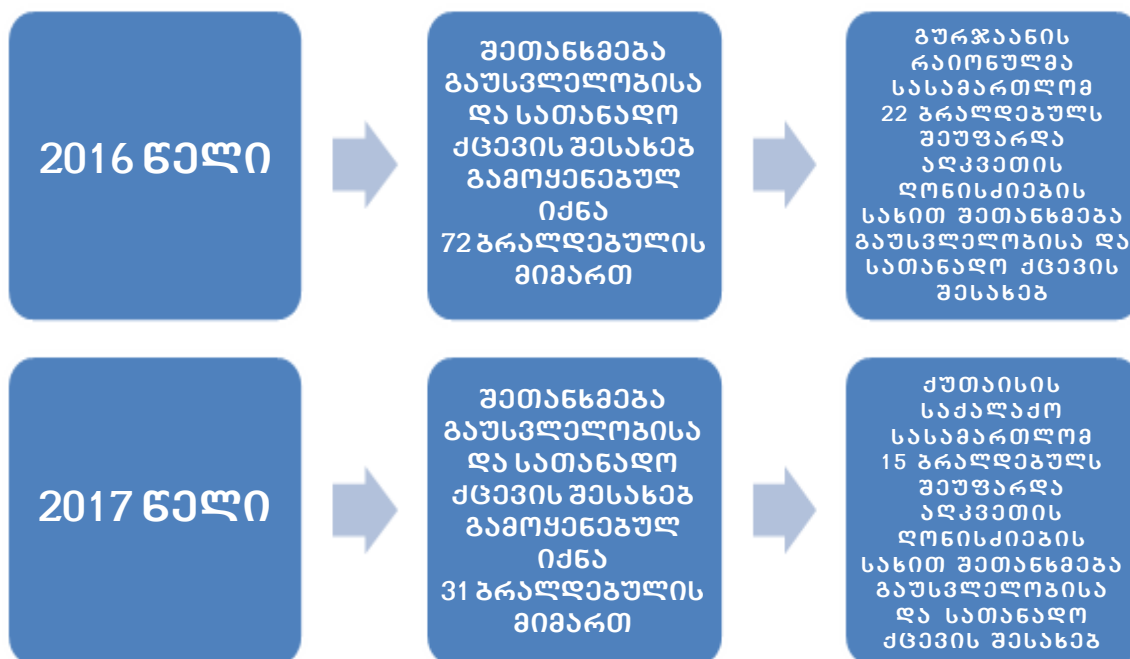 2016 წელი
შეთანხმება
გაუსვლელობისა
და სათანადო
ქცევის შესახებ
გამოყენებულ
იქნა
72 ბრალდებულის
მიმართ
გურჯაანის
რაიონულმა
სასამართლომ
22 ბრალდებულს
შეუფარდა
აღკვეთის
ღონისძიების
სახით შეთანხმება
გაუსვლელობისა და
სათანადო ქცევის
შესახებ
2017 წელი
შეთანხმება
გაუსვლელობისა
და სათანადო
ქცევის შესახებ
გამოყენებულ
იქნა
31 ბრალდებულის
მიმართ
ქუთაისის
საქალაქო
სასამართლომ
15 ბრალდებულს
შეუფარდა
აღკვეთის
ღონისძიების
სახით შეთანხმება
გაუსვლელობისა
და სათანადო
ქცევის შესახებ